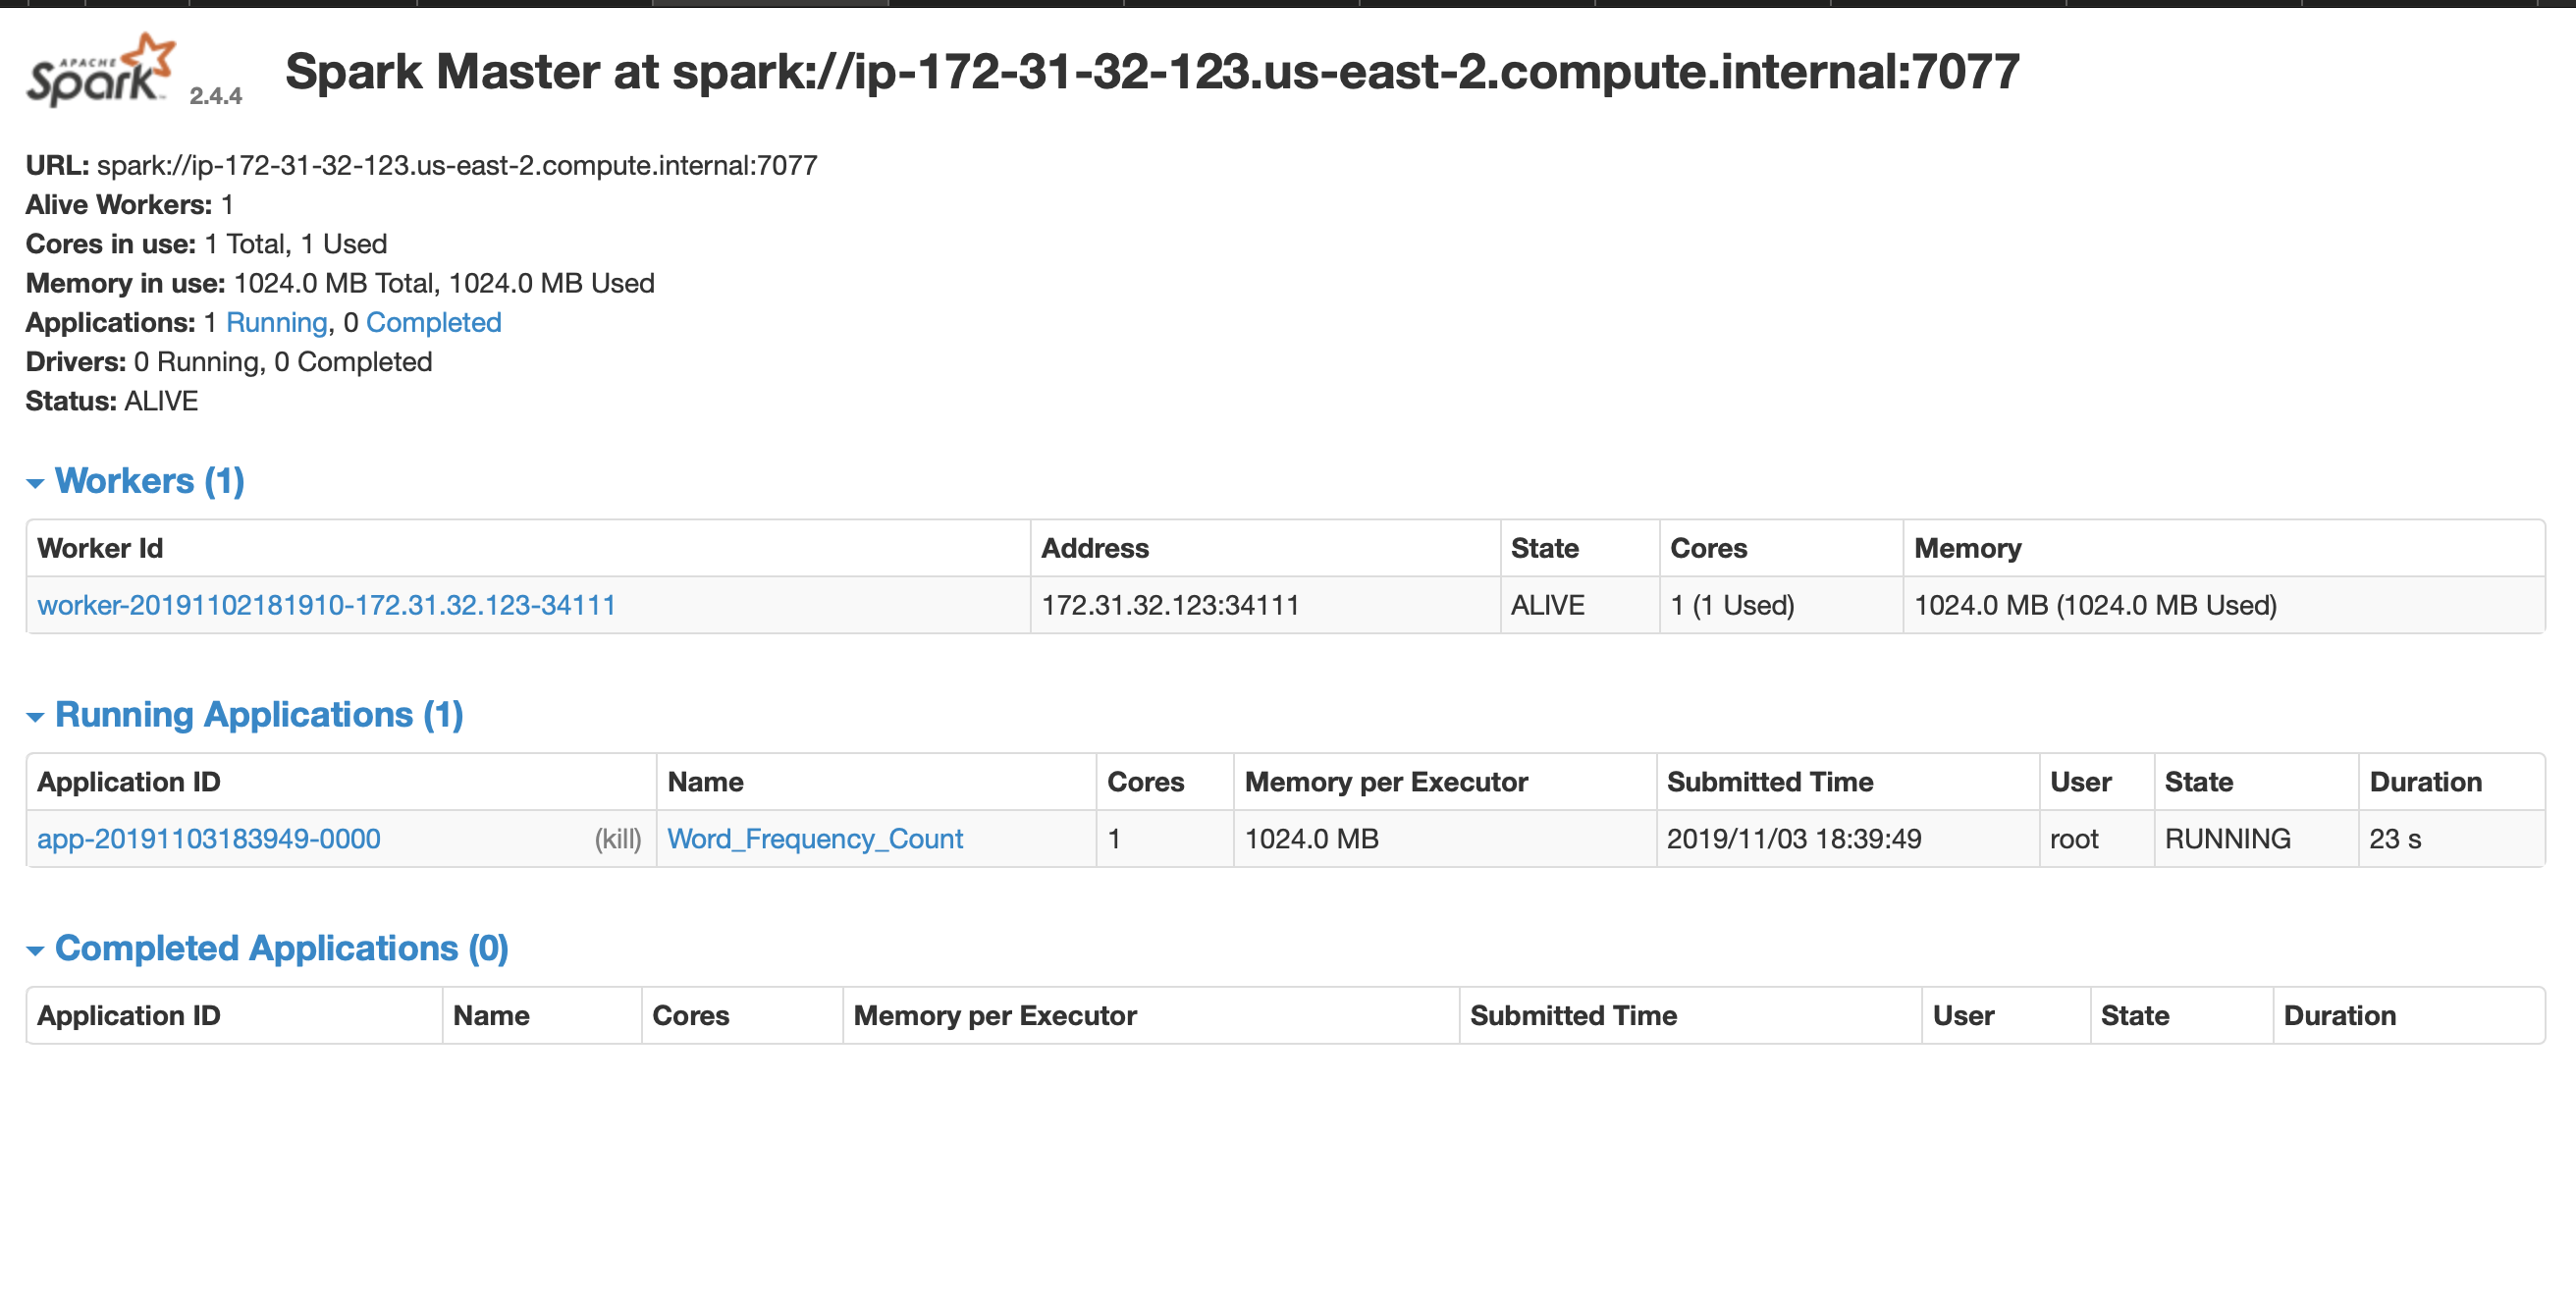 APACHE
Spark 2.4.4 Spark Master at spark://ip-172-31-32-123.us-east-2.compute.internal:7077
URL: spark://ip-172-31-32-123.us-east-2.compute.internal:7077
Alive Workers: 1
Cores in use: 1 Total, 1 Used
Memory in use: 1024.0 MB Total, 1024.0 MB Used
Applications: 1 Running, 0 Completed
Drivers: 0 Running, 0 Completed
Status: ALIVE
Workers (1)
Worker Id Address State Cores Memory
worker-20191102181910-172.31.32.123-34111 172.31.32.123:34111 ALIVE 1 (1 Used) 1024.0 MB (1024.0 MB Used)
Running Applications (1)
Application ID Name Cores Memory per Executor Submitted Time User State Duration
app-20191103183949-0000 (kill) Word_Frequency_Count 1 1024.0 MB 2019/11/03 18:39:49 root RUNNING 23 s
Completed Applications (0)
Application ID Name Cores Memory per Executor Submitted Time User State Duration